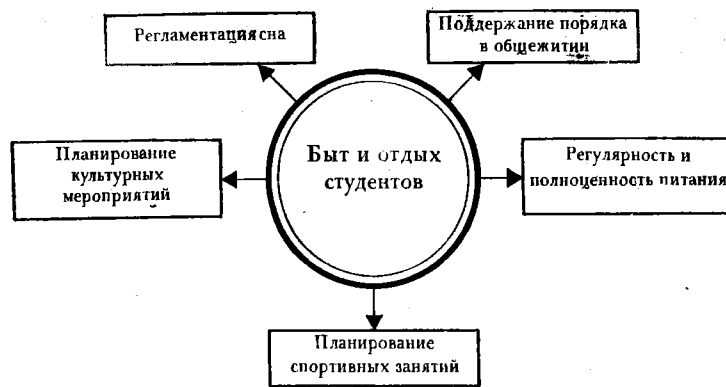 Регламентация сна
Поддержание порядка
в общежитии
Планирование
культурных
мероприятий
Быт и отдых
студентов
Регулярность и
полноценность питания
Планирование
спортивных занятий